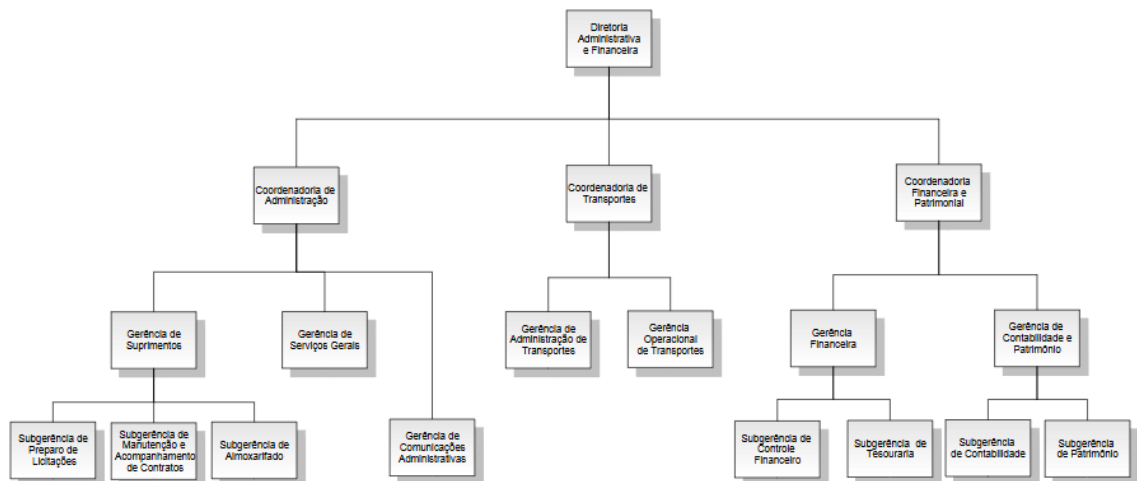 Diretoria
Administrativa
e Financeira
Coordenadoria de
Administração
Coordenadoria de
Transportes
Coordenadoria
Financeira e
Patrimonial
Gerência de
Suprimentos
Gerência de
Serviços Gerais
Gerência de
Administração de
Transportes
Gerência
Operacional
de Transportes
Gerência
Financeira
Gerência de
Contabilidade e
Patrimônio
Subgerência de
Preparo de
Licitações
Subgerência de
Manutenção e
Acompanhamento
de Contratos
Subgerência de
Almoxarifado
Gerência de
Comunicações
Administrativas
Subgerência de
Controle
Financeiro
Subgerência de
Tesouraria
Subgerência
de Contabilidade
Subgerência
de Patrimônio